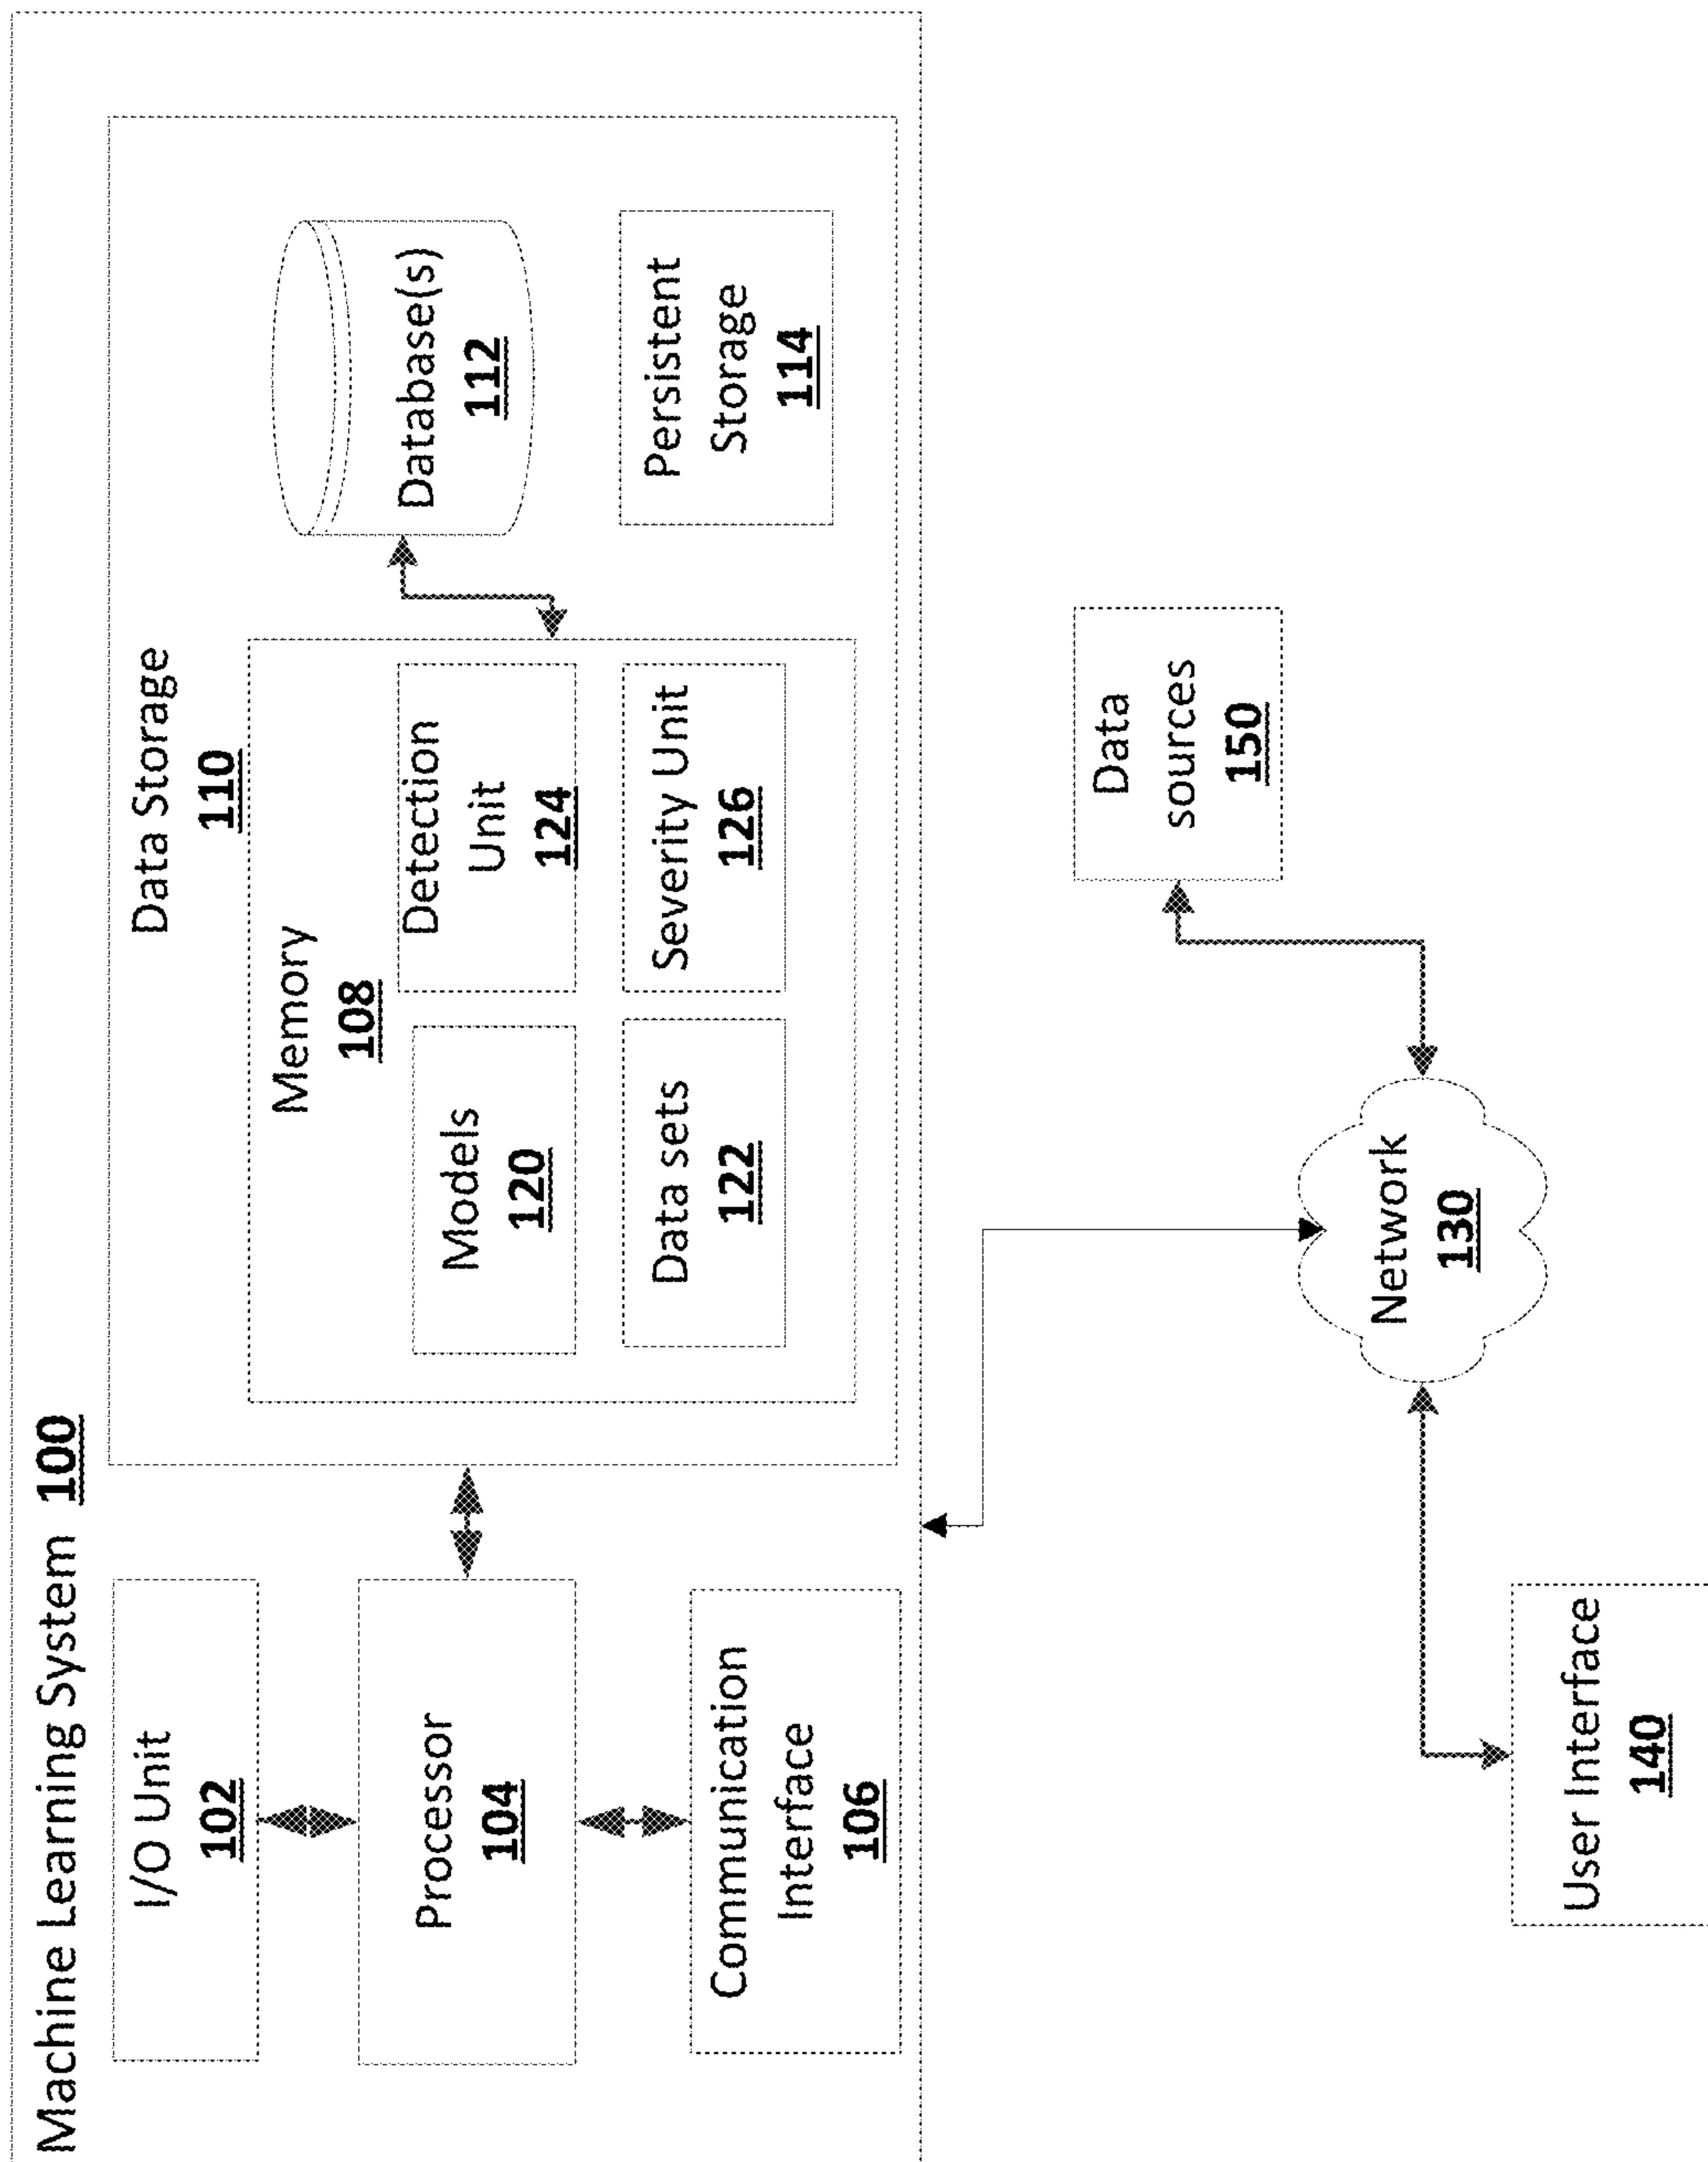 Machine Learning System 100
I/O Unit
102
Processor
104
Communication
Interface
106
Data Storage
110
Memory
108
Models
120
Detection
Unit
124
Data sets
122
Severity Unit
126
Database(s)
112
Persistent
Storage
114
Data
sources
150
Network
130
User Interface
140